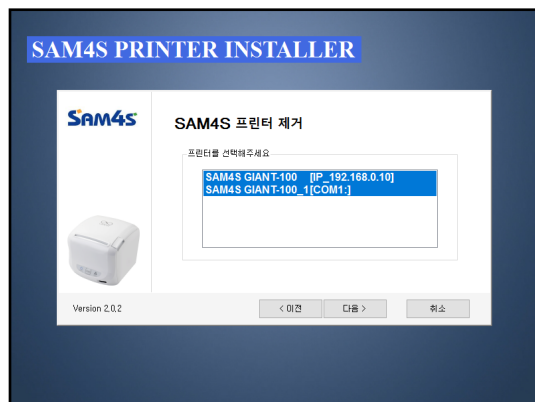 SAM4S PRINTER INSTALLER
SAM4S
SAM4S 프린터 제거
프린터를 선택해주세요
SAM4S GIANT-100 [IP_192.168.0.10]
SAM4S GIANT-100_1[COM1:]
Version 2.0.2
< 이전
다음 >
취소